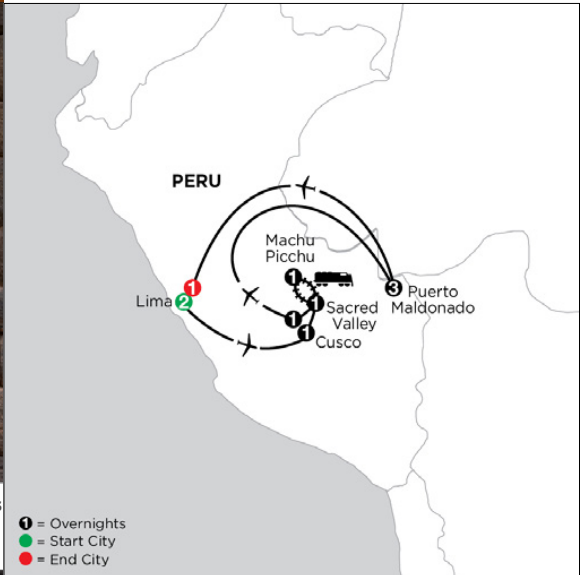 PERU
Machu
Picchu
1
1
Lima 2
3 Puerto
Maldonado
1 Sacred
Valley
1
1 Cusco
1 = Overnights
= Start City
= End City